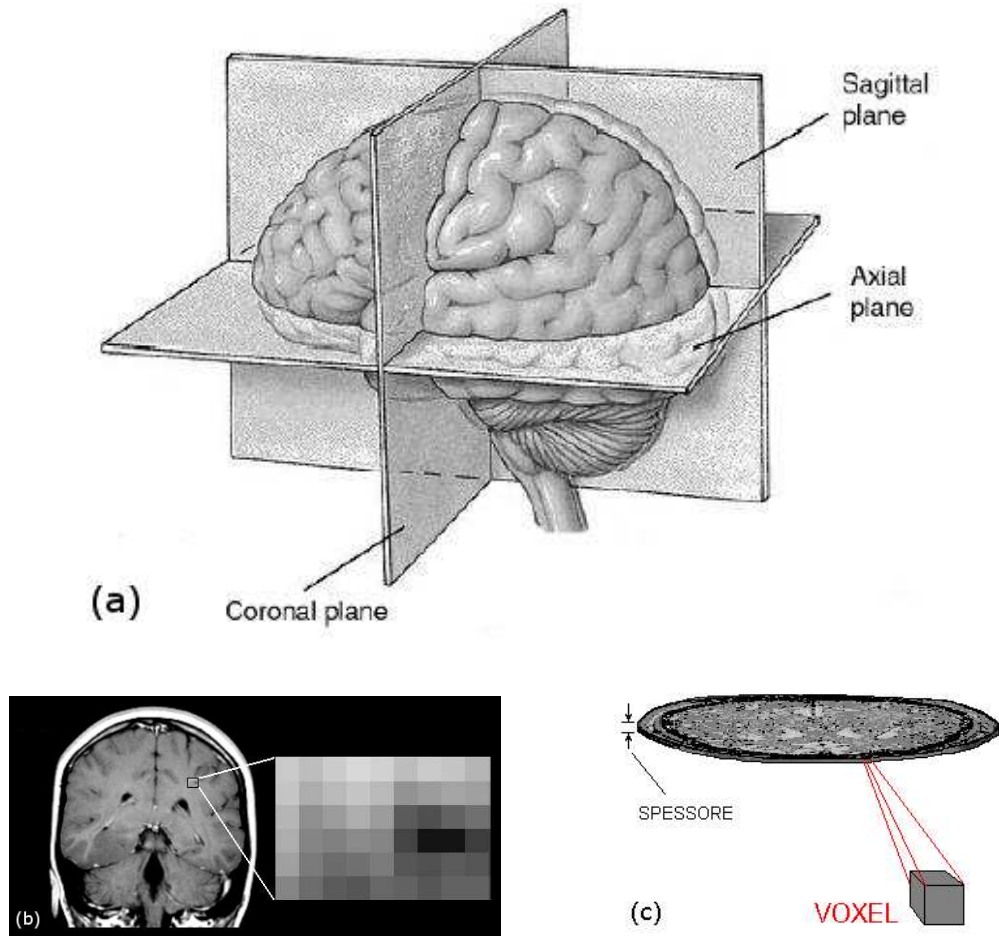 Sagittal
plane
Axial
plane
Coronal plane
(a)
(b)
SPESSORE
VOXEL
(c)